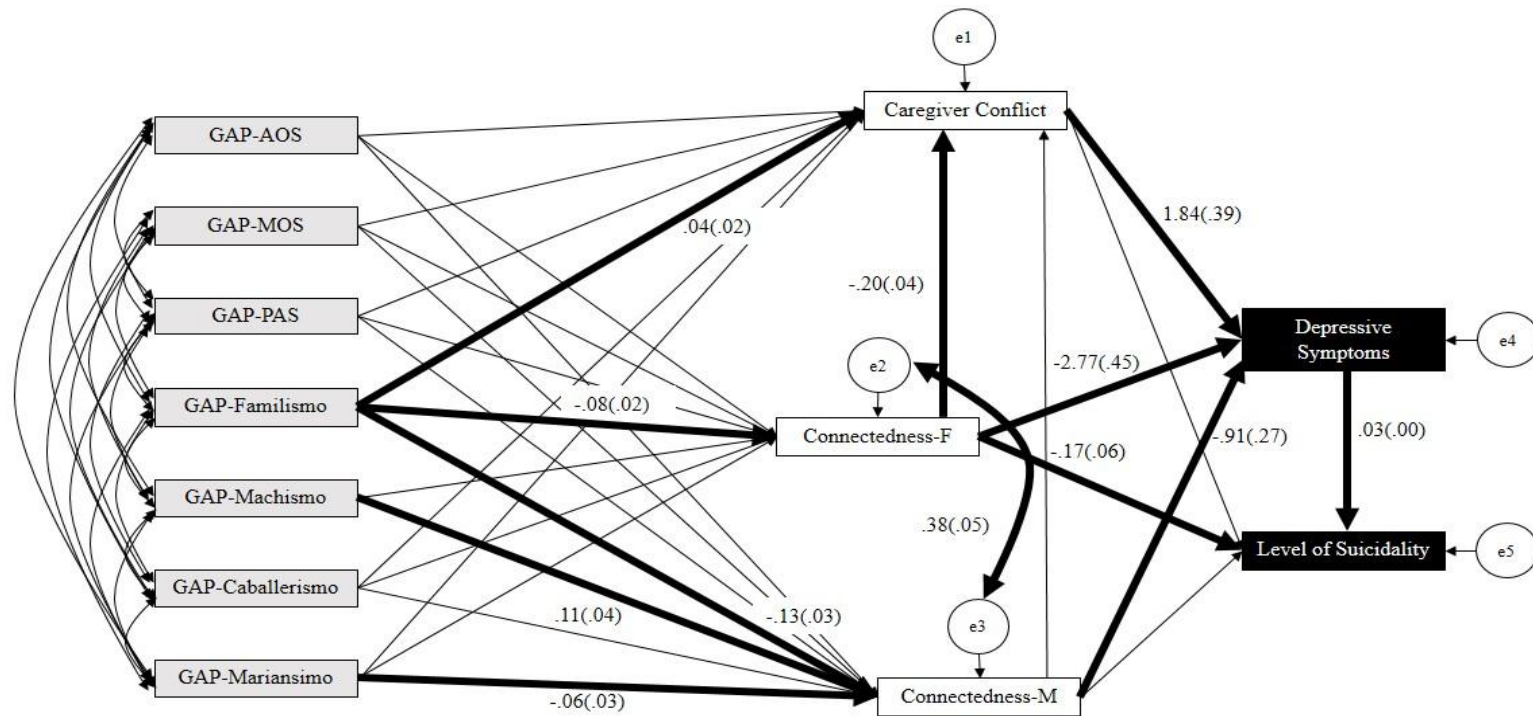 e1
Caregiver Conflict
GAP-AOS
GAP-MOS
.04(.02)
1.84(.39)
-.20(.04)
GAP-PAS
Depressive
Symptoms
e4
e2
-2.77(.45)
GAP-Familismo
-.08(.02)
Connectedness-F
-.17(.06)
-.91(.27)
.03(.00)
GAP-Machismo
.38(.05)
Level of Suicidality
e5
GAP-Caballerismo
.11(.04)
-.13(.03)
e3
GAP-Mariansimo
-.06(.03)
Connectedness-M